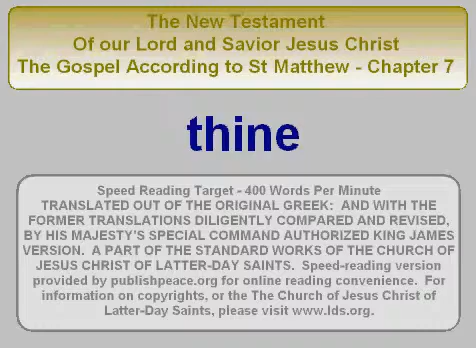 The New Testament
Of our Lord and Savior Jesus Christ
The Gospel According to St Matthew - Chapter 7
thine
Speed Reading Target - 400 Words Per Minute
TRANSLATED OUT OF THE ORIGINAL GREEK:  AND WITH THE
FORMER TRANSLATIONS DILIGENTLY COMPARED AND REVISED,
BY HIS MAJESTY'S SPECIAL COMMAND AUTHORIZED KING JAMES
VERSION.  A PART OF THE STANDARD WORKS OF THE CHURCH OF
JESUS CHRIST OF LATTER-DAY SAINTS.  Speed-reading version
provided by publishpeace.org for online reading convenience.  For
information on copyrights, or the The Church of Jesus Christ of
Latter-Day Saints, please visit www.lds.org.